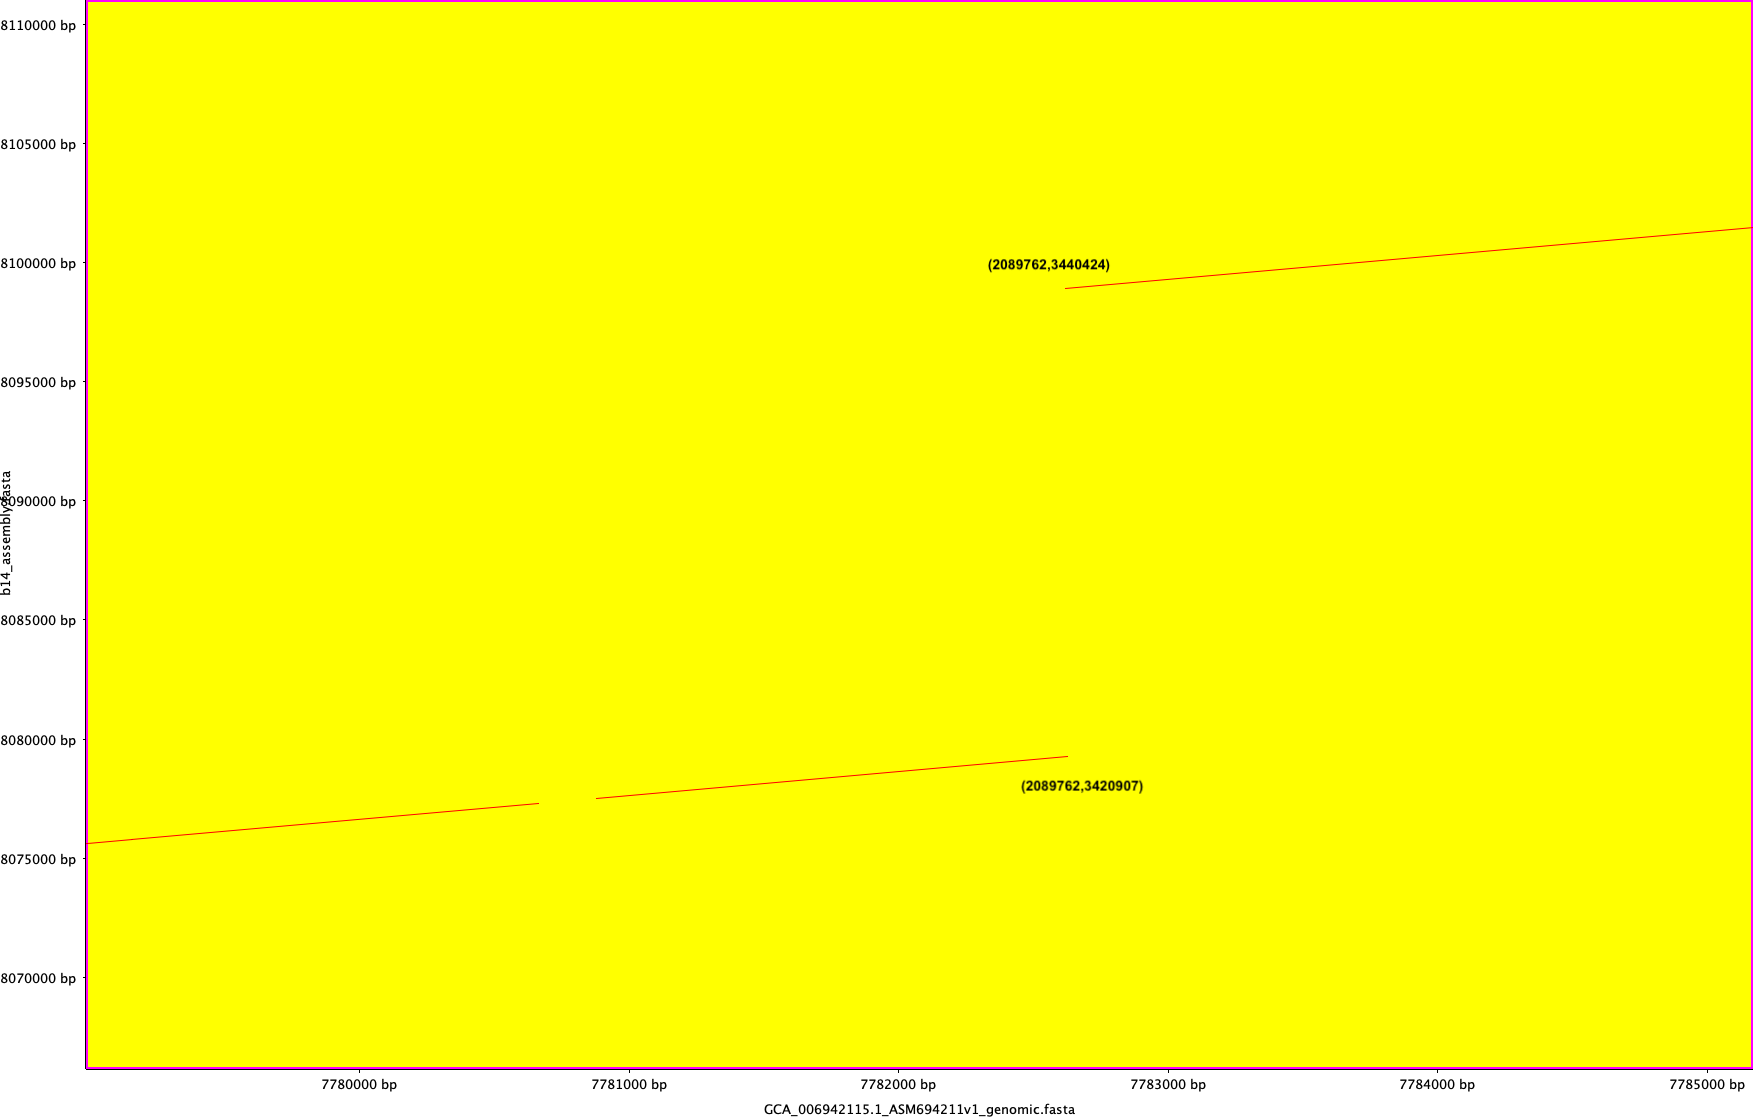 8110000 bp
8105000 bp
(2089762,3440424)
8100000 bp
8095000 bp
8090000 bp
b14_assembly.fasta
8085000 bp
8080000 bp
(2089762,3420907)
8075000 bp
8070000 bp
7780000 bp
7781000 bp
7782000 bp
7783000 bp
7784000 bp
7785000 bp
GCA_006942115.1_ASM694211v1_genomic.fasta